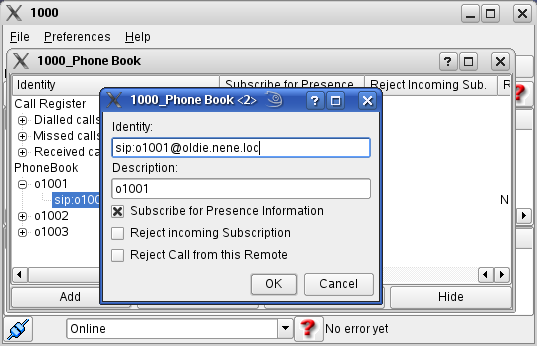 1000
File Preferences Help
1000_Phone Book
Identity Subscribe for Presence Reject Incoming Sub. R
Call Register
Dialled calls
Missed calls
Received ca
PhoneBook
o1001
sip:o100
N
o1002
o1003
Add Hide
1000_Phone Book <2>
Identity:
sip:o1001@oldie.nene.loc
Description:
o1001
Subscribe for Presence Information
Reject incoming Subscription
Reject Call from this Remote
OK Cancel
Online No error yet